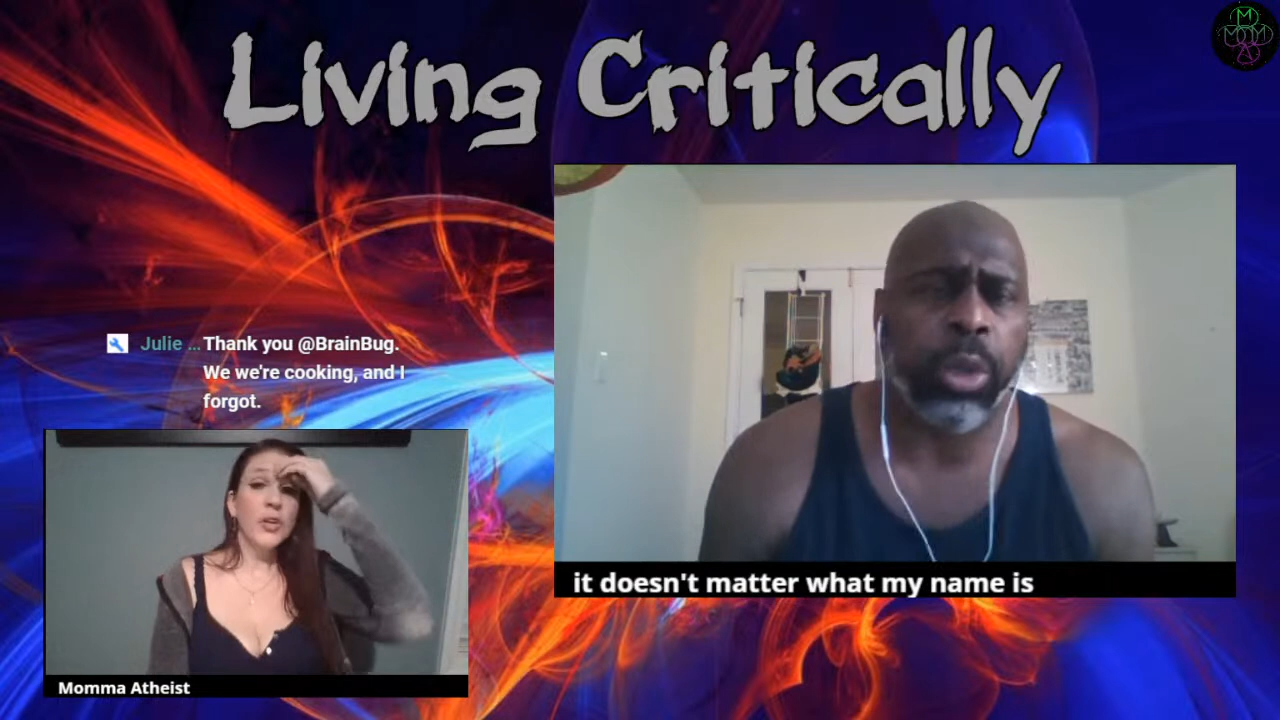 Living Critically
M
MOM
A
Julie ... Thank you @BrainBug.
We we're cooking, and I
forgot.
it doesn't matter what my name is
Momma Atheist